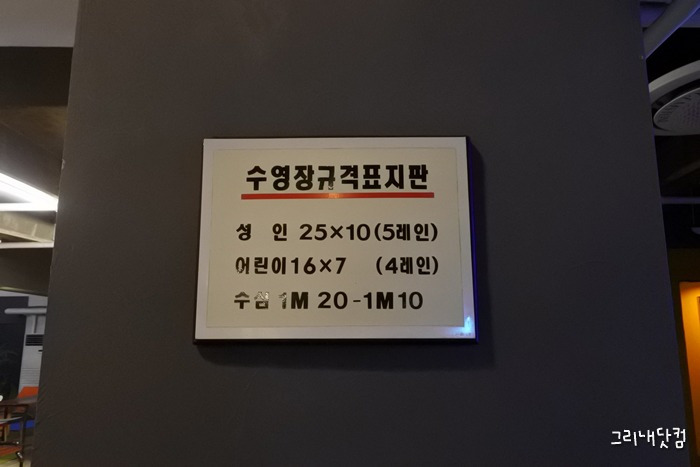 수영장규격표지판
성 인 25×10(5레인)
어린이16×7 (4레인)
수심 1M 20-1M10
그리내닷컴